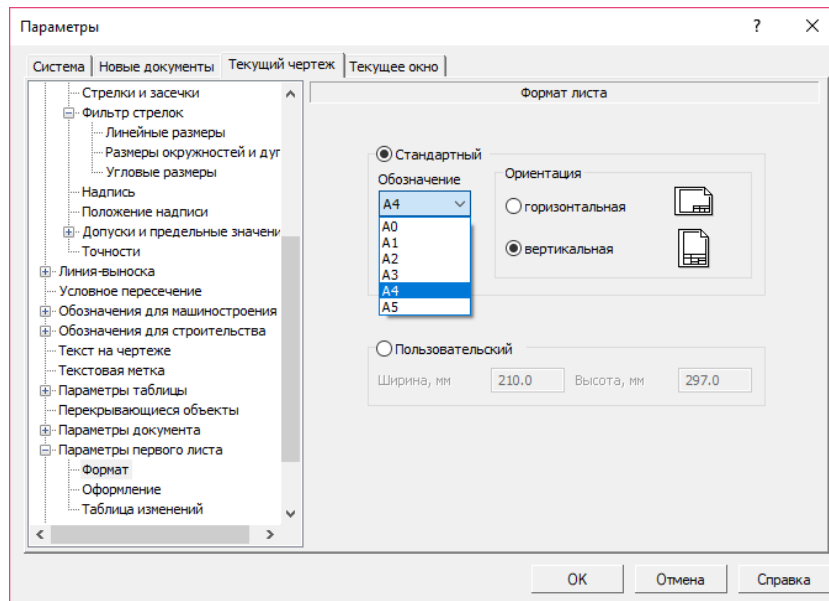 Параметры
?
Система
Новые документы
Текущий чертеж
Текущее окно
Стрелки и засечки
Фильтр стрелок
Линейные размеры
Размеры окружностей и дуг
Угловые размеры
Надпись
Положение надписи
Допуски и предельные значени
Точности
Линия-выноска
Условное пересечение
Обозначения для машиностроения
Обозначения для строительства
Текст на чертеже
Текстовая метка
Параметры таблицы
Перекрывающиеся объекты
Параметры документа
Параметры первого листа
Формат
Оформление
Таблица изменений
Формат листа
Стандартный
Обозначение
A4
A0
A1
A2
A3
A4
A5
Ориентация
горизонтальная
вертикальная
Пользовательский
Ширина, мм 210.0 Высота, мм 297.0
OK Отмена Справка